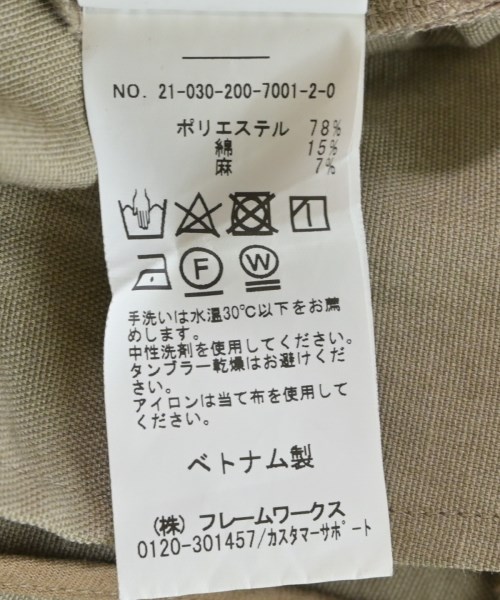 NO. 21-030-200-7001-2-0
ポリエステル 78%
綿 15%
麻 7%
F W
手洗いは水温30℃以下をお薦
めします。
中性洗剤を使用してください。
タンブラー乾燥はお避けくだ
さい。
アイロンは当て布を使用して
ください。
ベトナム製
(株) フレームワークス
0120-301457/カスタマーサポート